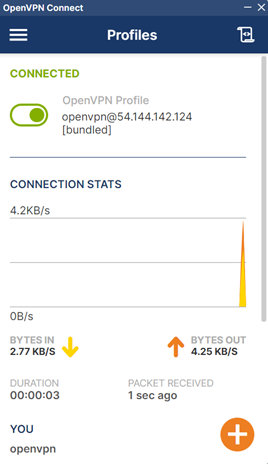 OpenVPN Connect
Profiles
CONNECTED
OpenVPN Profile
openvpn@54.144.142.124
[bundled]
CONNECTION STATS
4.2KB/s
0B/s
BYTES IN
2.77 KB/S
BYTES OUT
4.25 KB/S
DURATION
00:00:03
PACKET RECEIVED
1 sec ago
YOU
openvpn